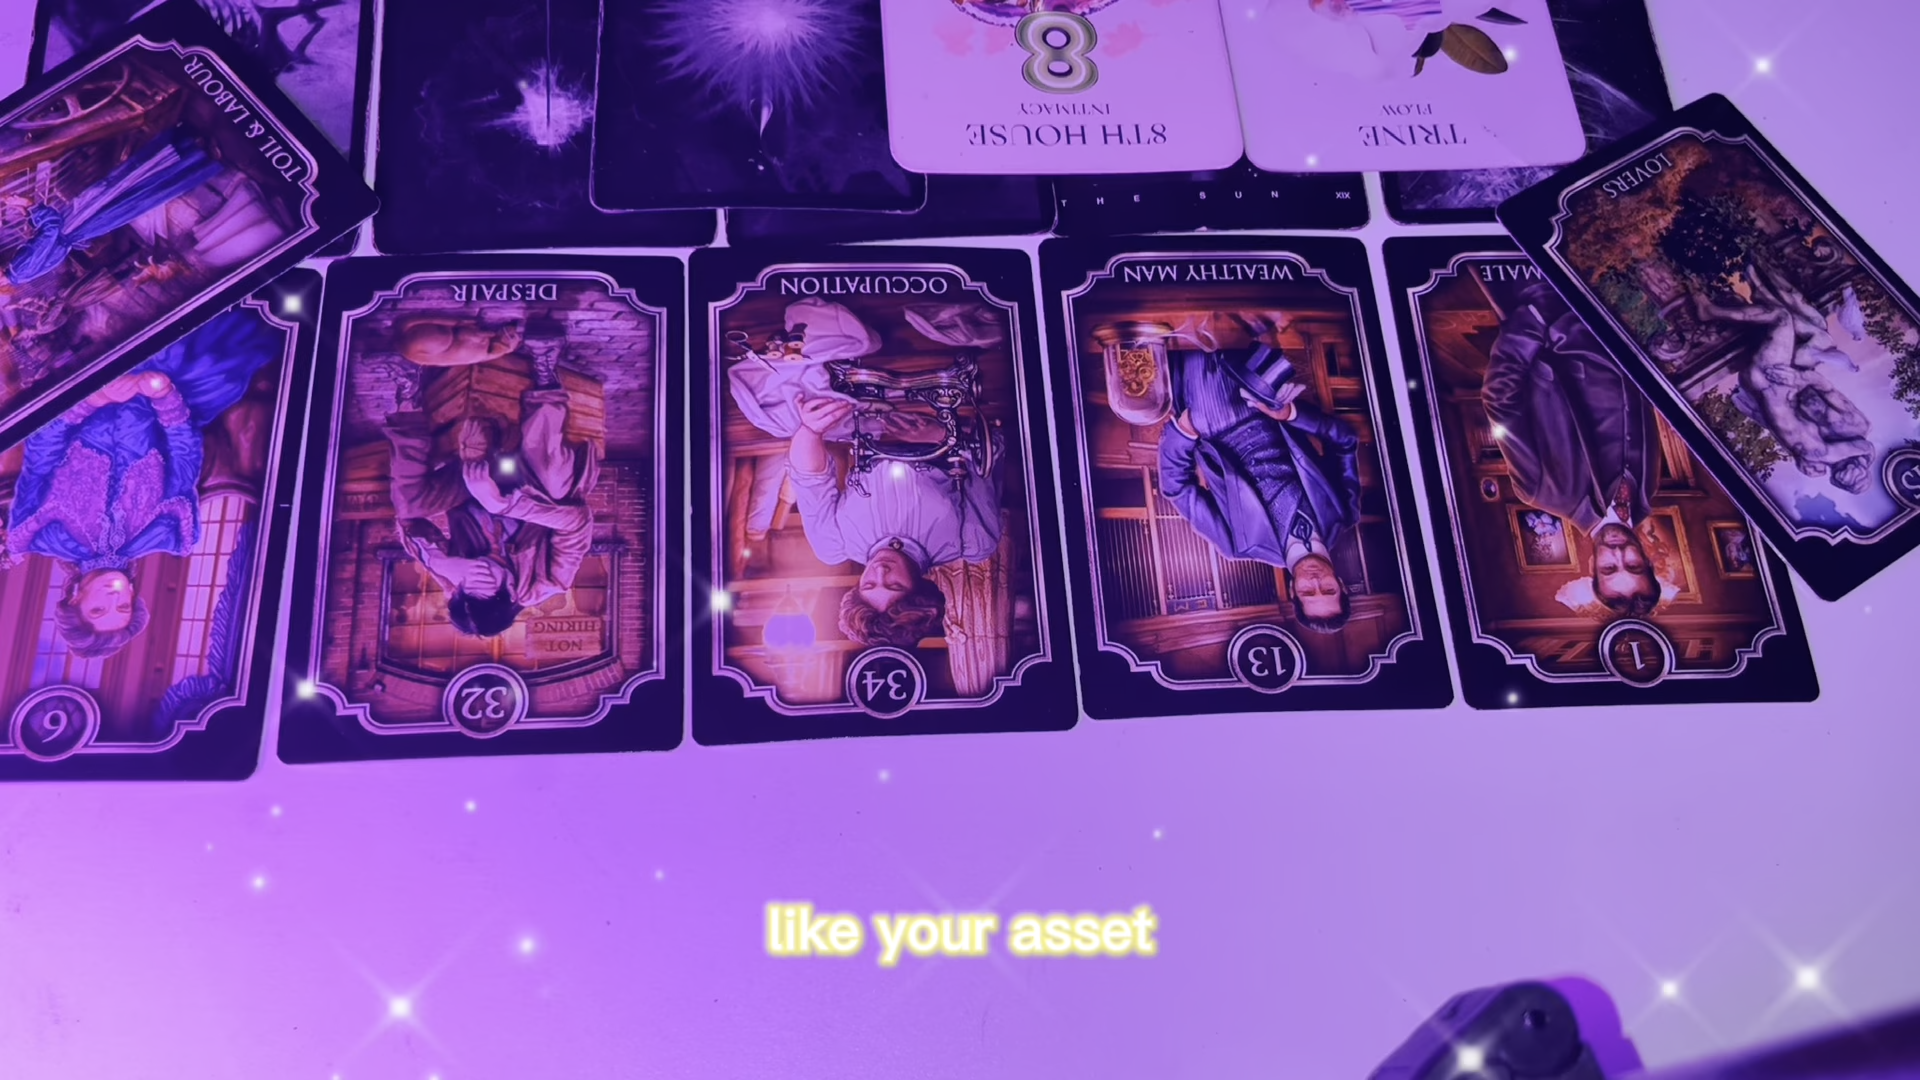 TOIL & LABOUR
8
INTIMACY
8TH HOUSE
FLOW
TRINE
THE SUN
XIX
LOVERS
DESPAIR
OCCUPATION
WEALTHY MAN
MALE
NOT
HIRING
6
32
34
13
1
like your asset